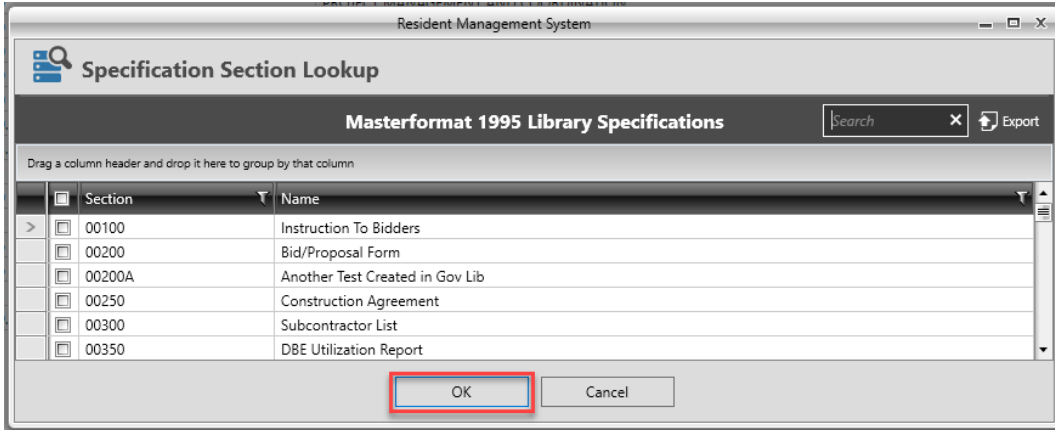 Resident Management System
Specification Section Lookup
Masterformat 1995 Library Specifications
Search
Export
Drag a column header and drop it here to group by that column
Section Name
00100 Instruction To Bidders
00200 Bid/Proposal Form
00200A Another Test Created in Gov Lib
00250 Construction Agreement
00300 Subcontractor List
00350 DBE Utilization Report
OK Cancel